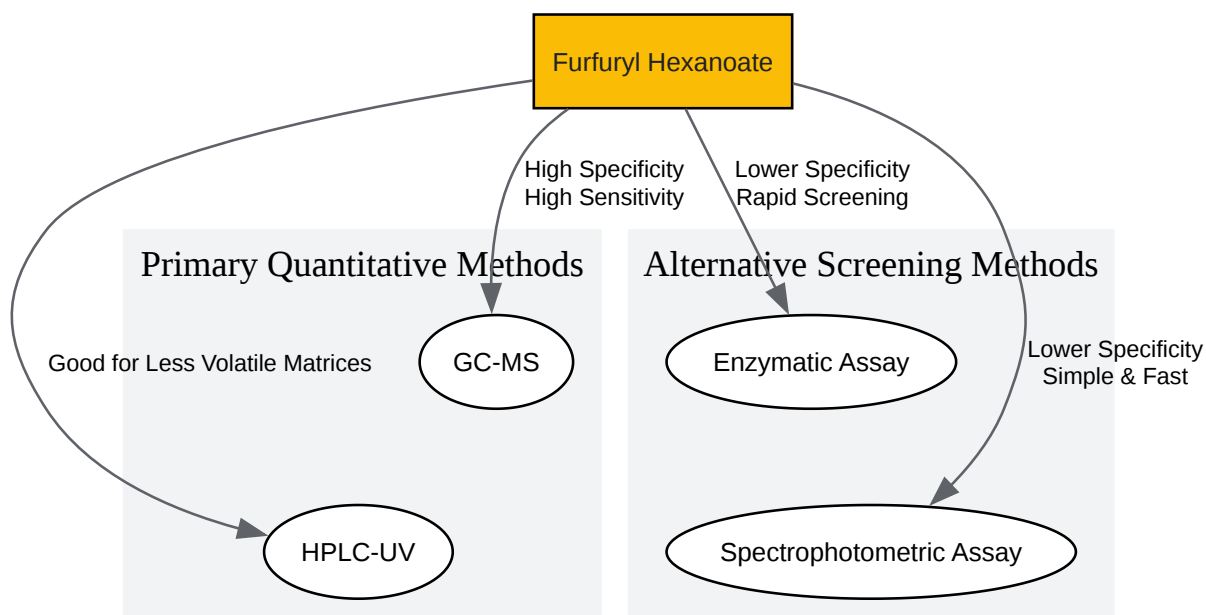 Furfuryl Hexanoate
High Specificity
High Sensitivity
Lower Specificity
Rapid Screening
Primary Quantitative Methods
Alternative Screening Methods
Good for Less Volatile Matrices
GC-MS
Enzymatic Assay
Lower Specificity
Simple & Fast
HPLC-UV
Spectrophotometric Assay